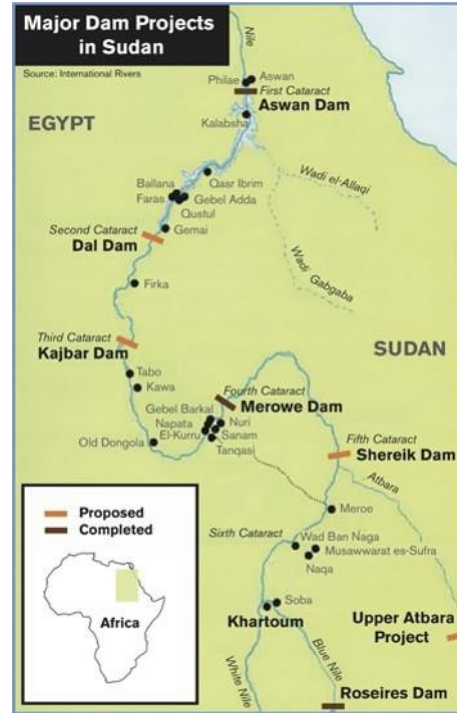 Major Dam Projects
in Sudan
Source: International Rivers
Nile
Philae
Aswan
First Cataract
Aswan Dam
Kalabsha
EGYPT
Wadi el-Allaqi
Qasr Ibrim
Ballana
Faras
Gebel Adda
Qustul
Second Cataract
Gemai
Dal Dam
Wadi
Gabgaba
Firka
Third Cataract
Kajbar Dam
SUDAN
Tabo
Kawa
Fourth Cataract
Merowe Dam
Gebel Barkal
Napata
Nuri
El-Kurru
Sanam
Old Dongola
Tanqasi
Fifth Cataract
Shereik Dam
Atbara
Meroe
Proposed
Completed
Sixth Cataract
Wad Ban Naga
Musawwarat es-Sufra
Naqa
Africa
Soba
Khartoum
Upper Atbara
Project
White Nile
Blue Nile
Roseires Dam